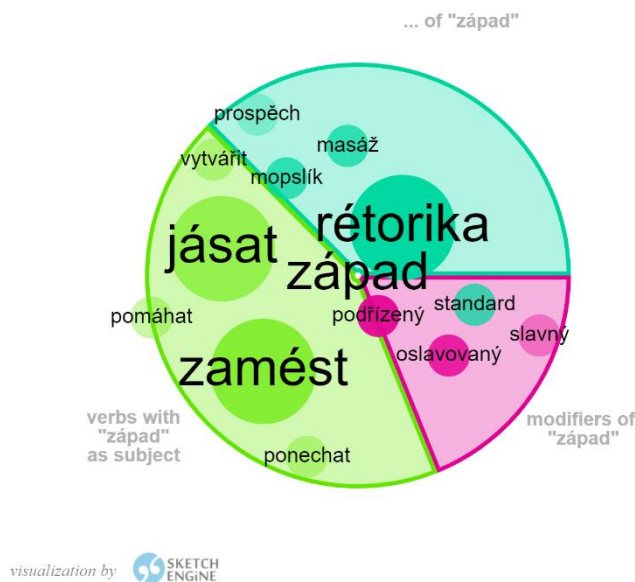 ... of "západ"
prospěch
masáž
vytvářit
mopslík
rétorika
jásat
západ
podřízený
standard
pomáhat
slavný
oslavovaný
zamést
verbs with
"západ"
as subject
modifiers of
"západ"
ponechat
visualization by
SKETCH
ENGINE